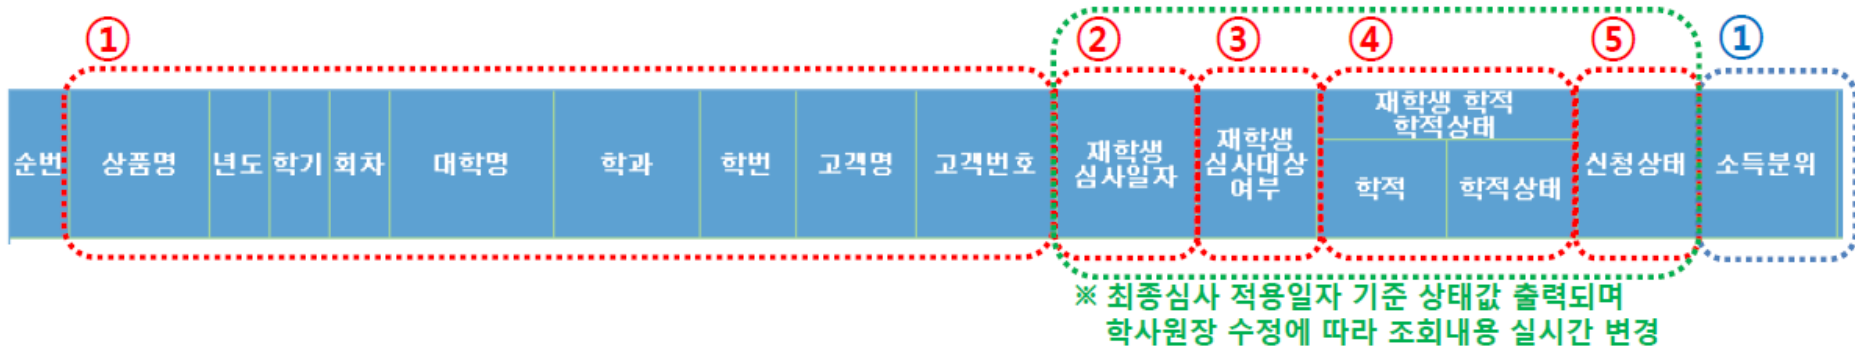 ① ② ③ ④ ⑤ ①
순번 상품명 년도 학기 회차 대학명 학과 학번 고객명 고객번호
재학생
심사일자
재학생
심사대상
여부
재학생 학적
학적상태
학적 학적상태
신청상태 소득분위
※ 최종심사 적용일자 기준 상태값 출력되며
학사원장 수정에 따라 조회내용 실시간 변경